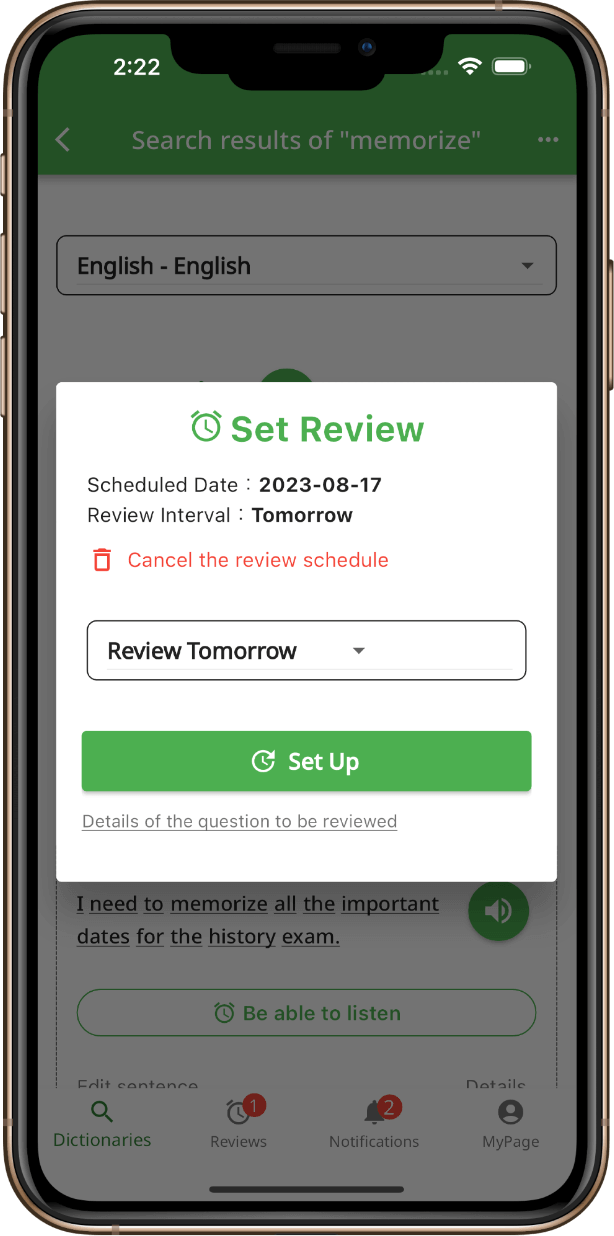 2:22
Search results of "memorize"
English - English
Set Review
Scheduled Date : 2023-08-17
Review Interval : Tomorrow
Cancel the review schedule
Review Tomorrow
Set Up
Details of the question to be reviewed
I need to memorize all the important
dates for the history exam.
Be able to listen
Edit sentence Details
1 2
Dictionaries Reviews Notifications MyPage